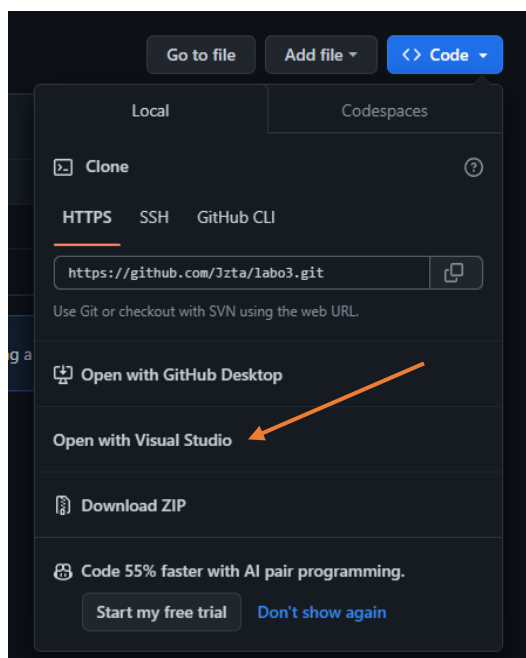 Go to file Add file <> Code
Local Codespaces
Clone
HTTPS SSH GitHub CLI
https://github.com/Jzta/labo3.git
Use Git or checkout with SVN using the web URL.
g a
Open with GitHub Desktop
Open with Visual Studio
Download ZIP
Code 55% faster with AI pair programming.
Start my free trial Don't show again